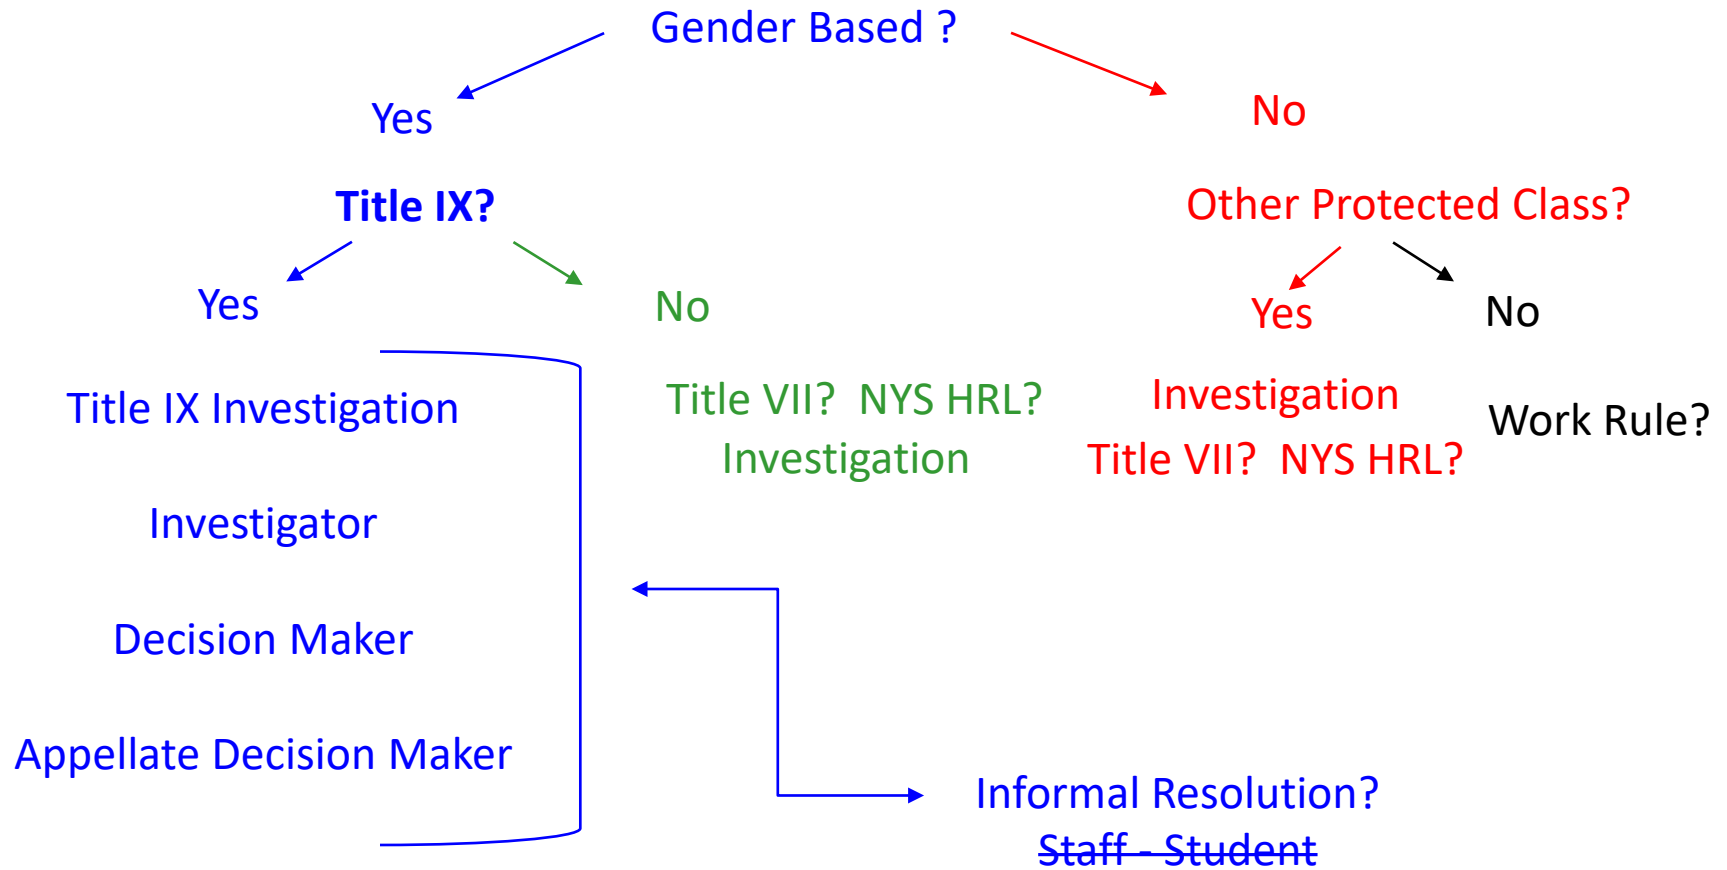 Gender Based ?
Yes
No
Title IX?
Other Protected Class?
Yes
No
Yes
No
Title IX Investigation
Title VII?  NYS HRL?
Investigation
Investigation
Title VII?  NYS HRL?
Work Rule?
Investigator
Decision Maker
Appellate Decision Maker
Informal Resolution?
Staff - Student